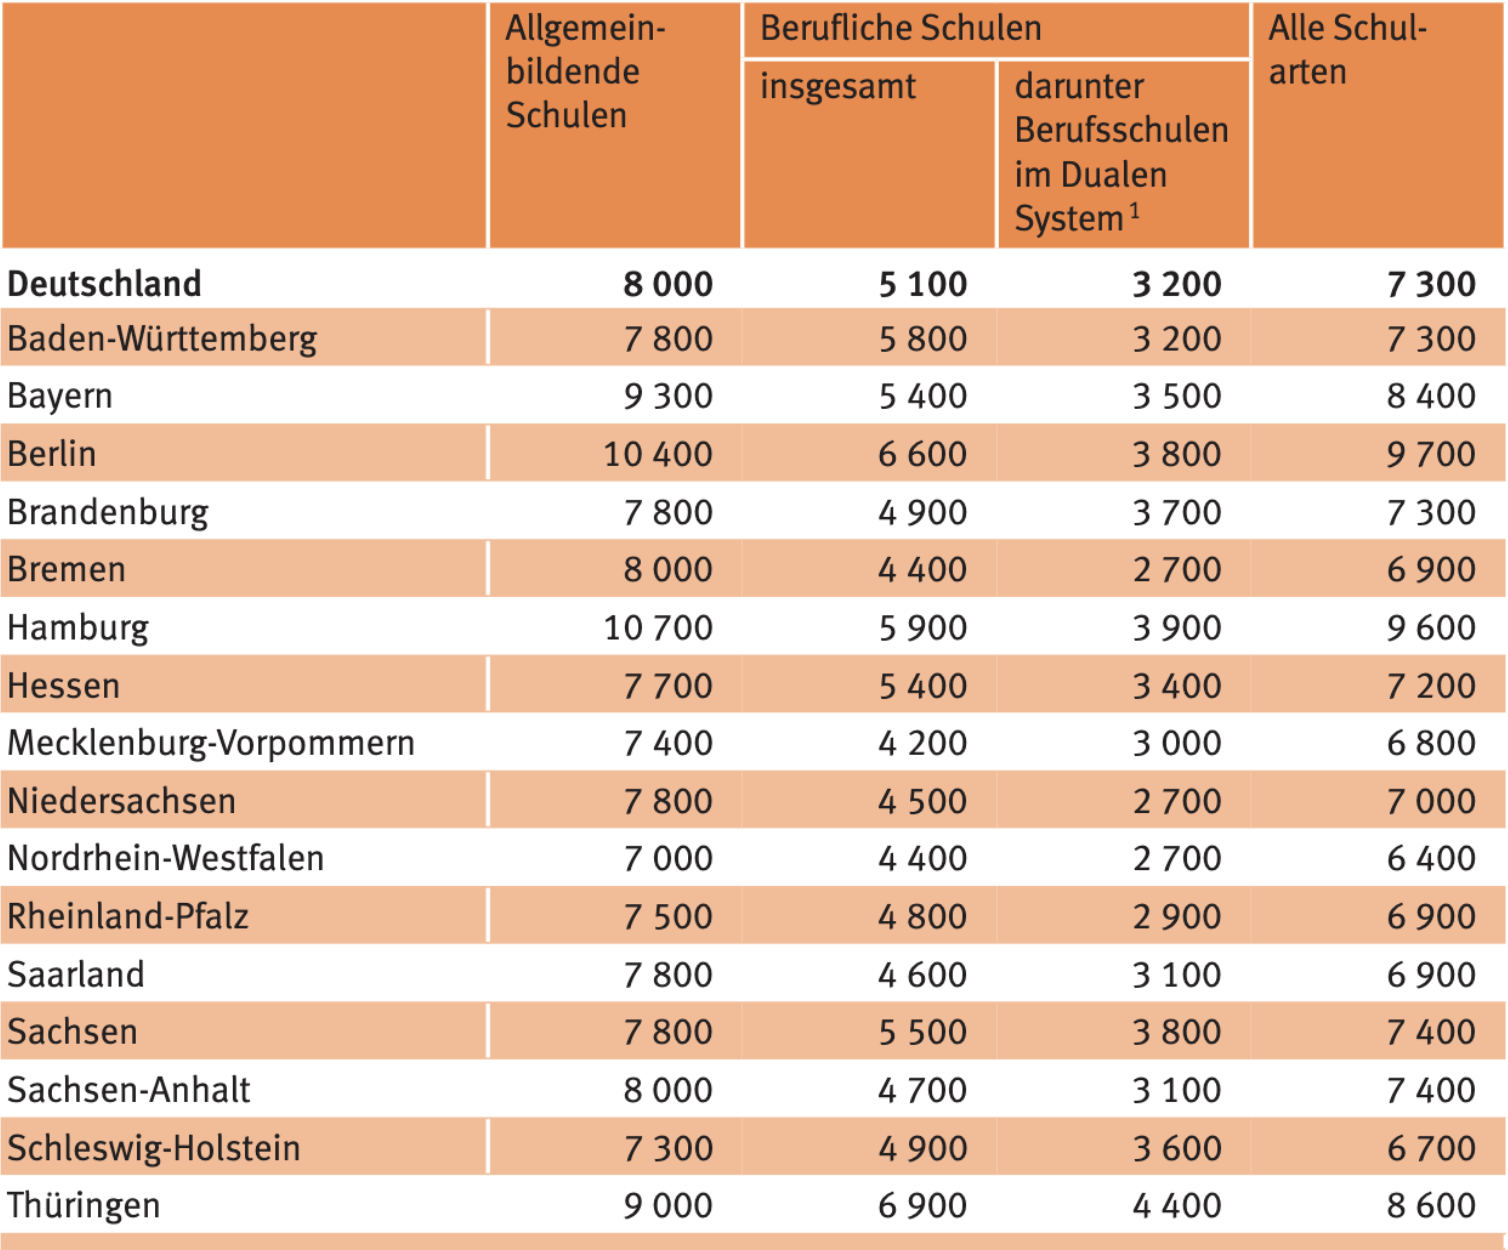 Allgemein-
bildende
Schulen
Berufliche Schulen
insgesamt
darunter
Berufsschulen
im Dualen
System¹
Alle Schul-
arten
Deutschland 8 000 5 100 3 200 7 300
Baden-Württemberg 7 800 5 800 3 200 7 300
Bayern 9 300 5 400 3 500 8 400
Berlin 10 400 6 600 3 800 9 700
Brandenburg 7 800 4 900 3 700 7 300
Bremen 8 000 4 400 2 700 6 900
Hamburg 10 700 5 900 3 900 9 600
Hessen 7 700 5 400 3 400 7 200
Mecklenburg-Vorpommern 7 400 4 200 3 000 6 800
Niedersachsen 7 800 4 500 2 700 7 000
Nordrhein-Westfalen 7 000 4 400 2 700 6 400
Rheinland-Pfalz 7 500 4 800 2 900 6 900
Saarland 7 800 4 600 3 100 6 900
Sachsen 7 800 5 500 3 800 7 400
Sachsen-Anhalt 8 000 4 700 3 100 7 400
Schleswig-Holstein 7 300 4 900 3 600 6 700
Thüringen 9 000 6 900 4 400 8 600